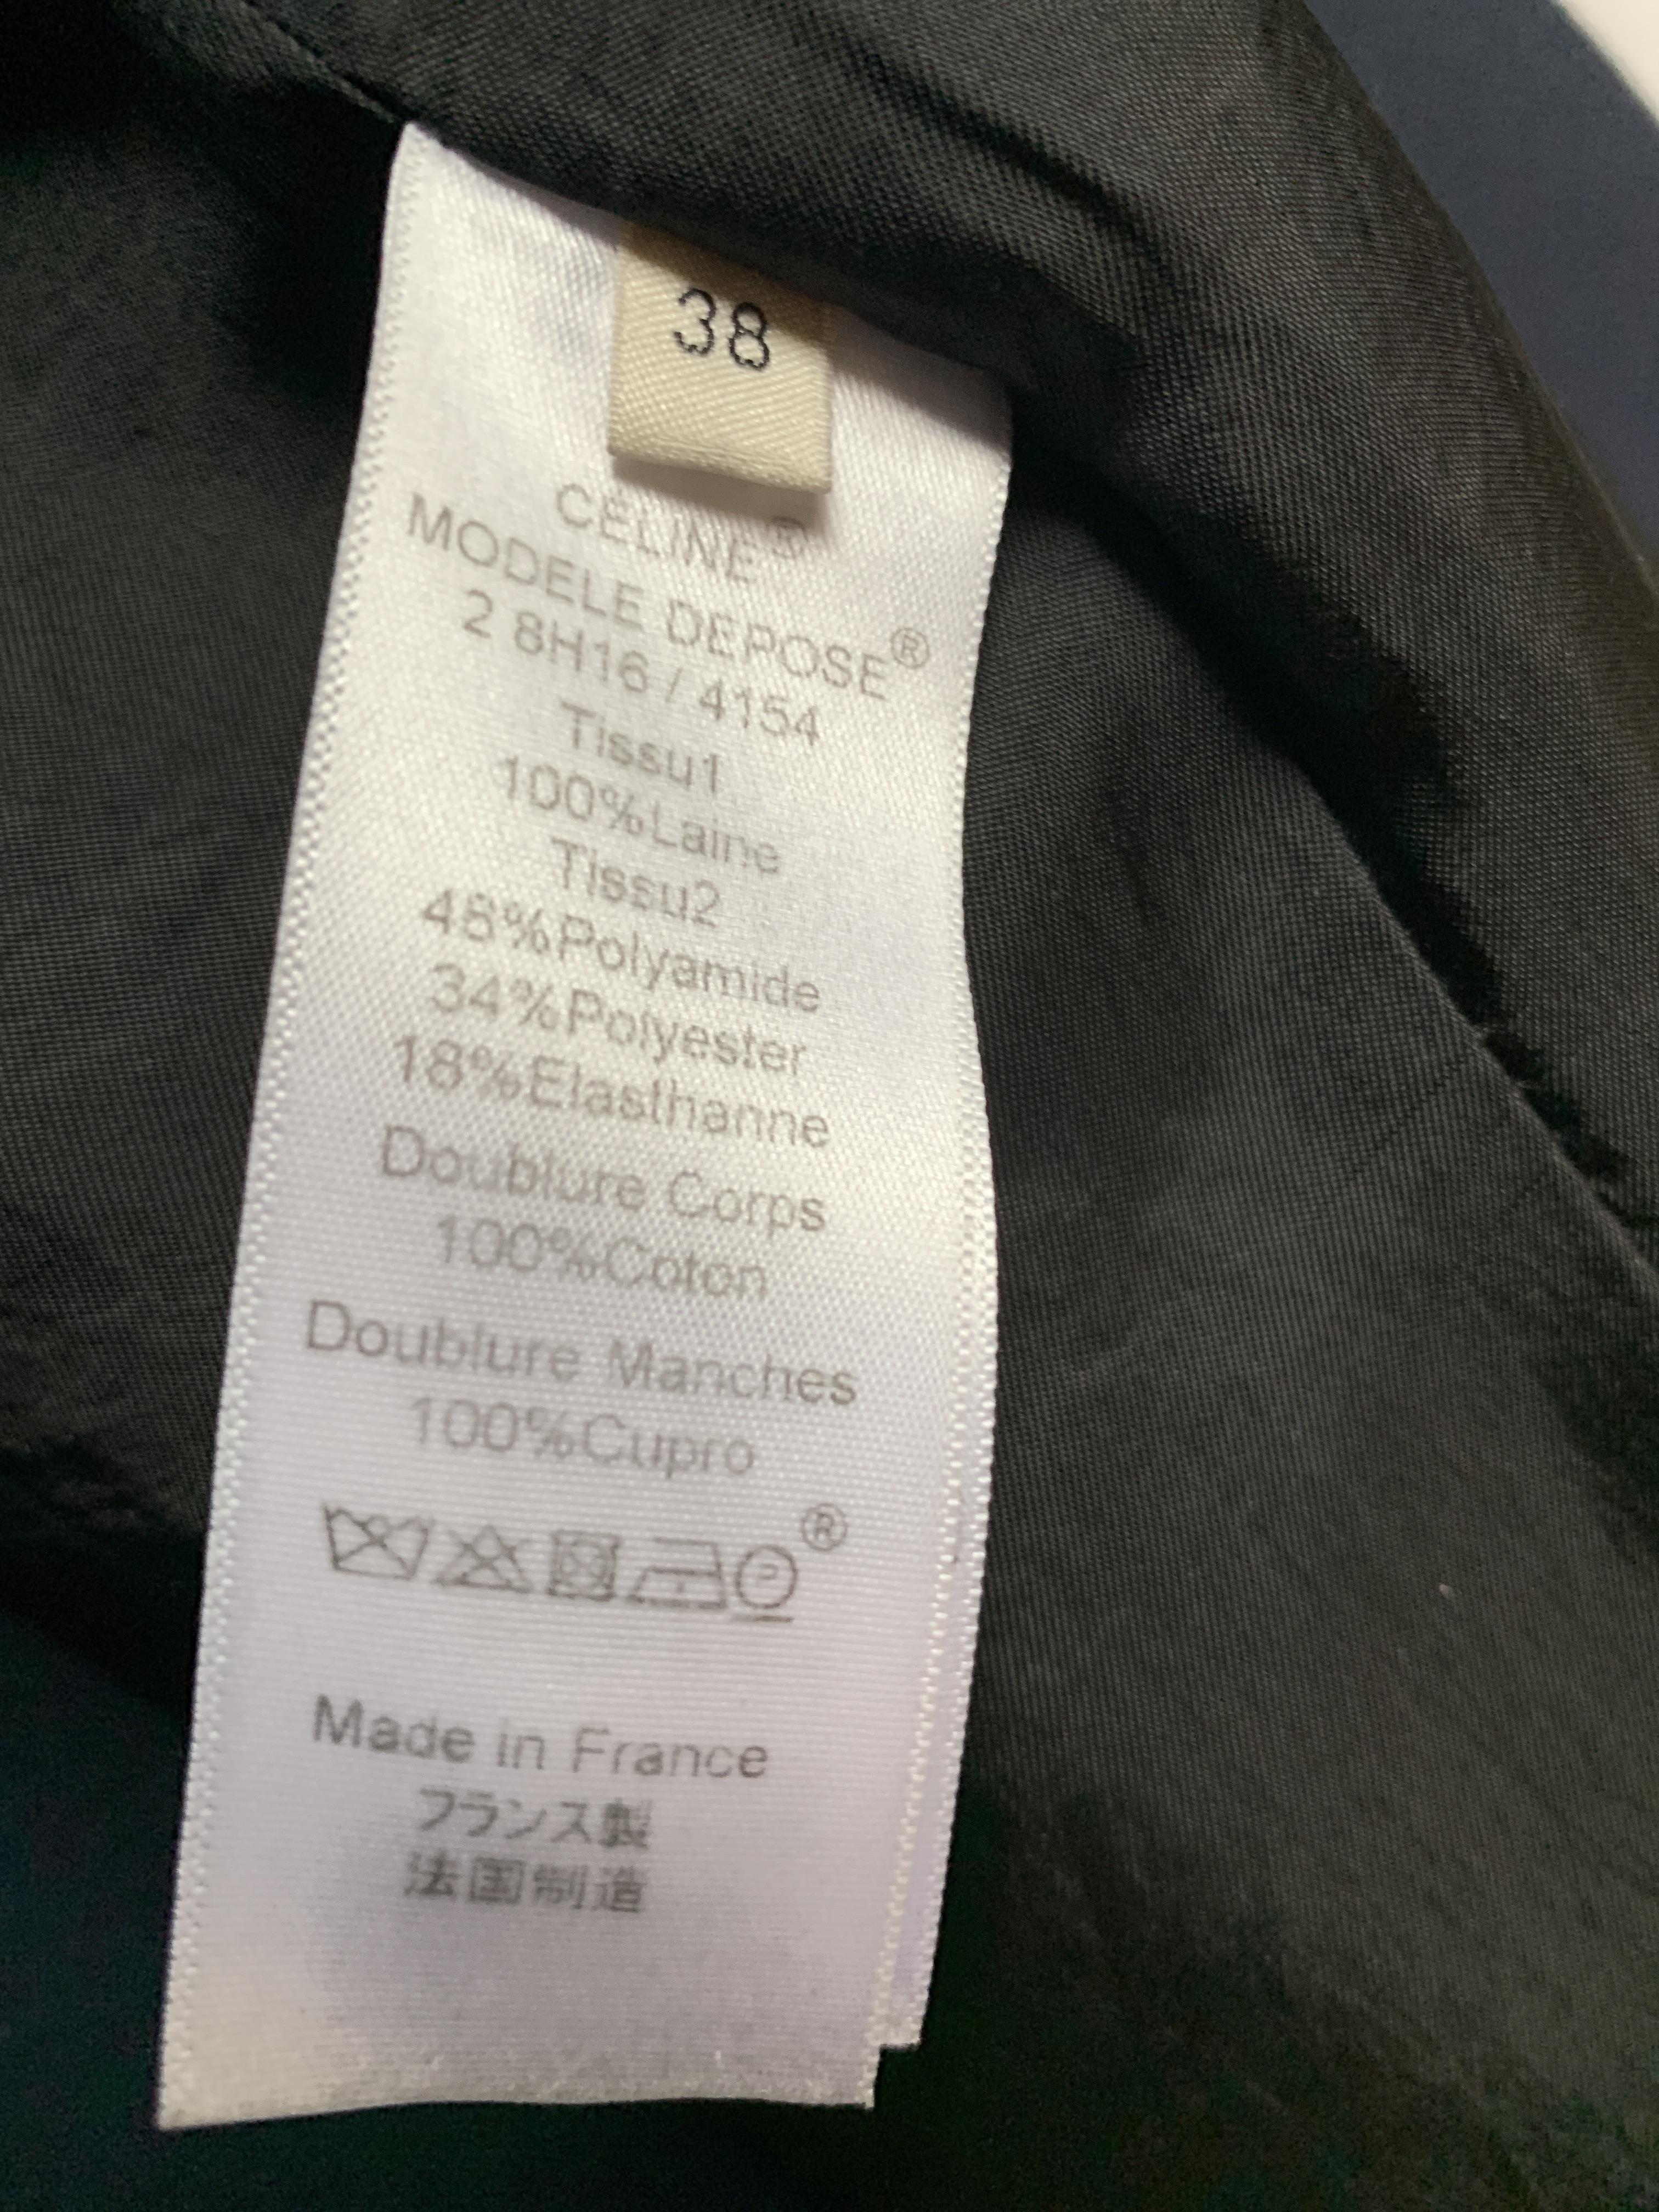 38
CÉLINE®
MODELE DEPOSE®
2 8H16 / 4154
Tissu1
100%Laine
Tissu2
48%Polyamide
34%Polyester
18%Elasthanne
Doublure Corps
100%Coton
Doublure Manches
100%Cupro
P ®
Made in France
フランス製
法国制造